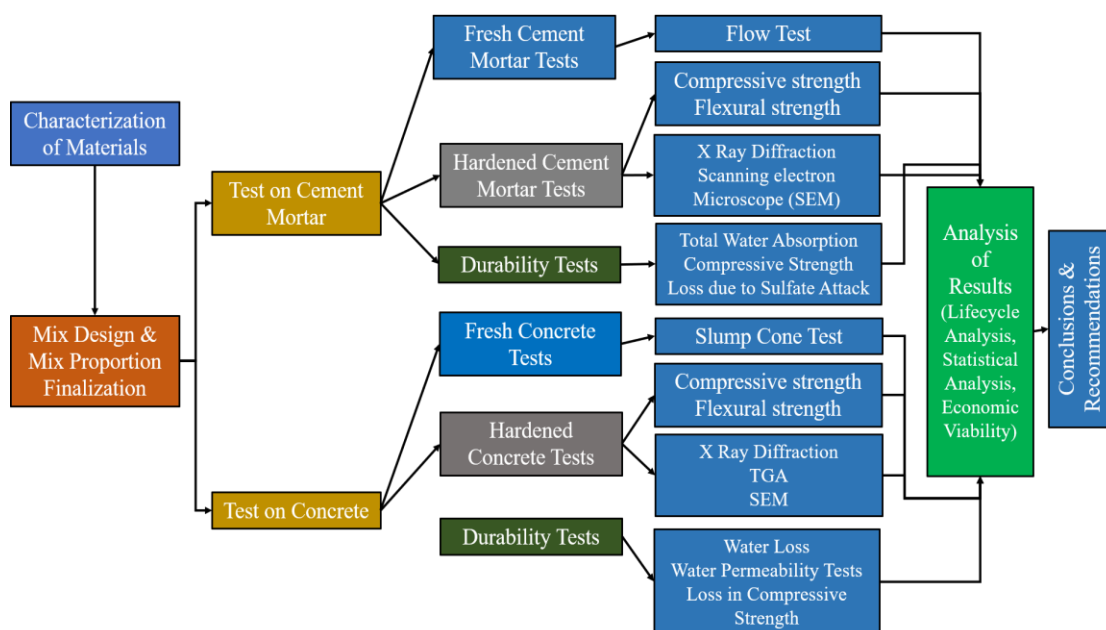 Characterization
of Materials
Mix Design &
Mix Proportion
Finalization
Test on Cement
Mortar
Test on Concrete
Fresh Cement
Mortar Tests
Hardened Cement
Mortar Tests
Durability Tests
Fresh Concrete
Tests
Hardened
Concrete Tests
Durability Tests
Flow Test
Compressive strength
Flexural strength
X Ray Diffraction
Scanning electron
Microscope (SEM)
Total Water Absorption
Compressive Strength
Loss due to Sulfate Attack
Slump Cone Test
Compressive strength
Flexural strength
X Ray Diffraction
TGA
SEM
Water Loss
Water Permeability Tests
Loss in Compressive
Strength
Analysis
of
Results
(Lifecycle
Analysis,
Statistical
Analysis,
Economic
Viability)
Conclusions &
Recommendations